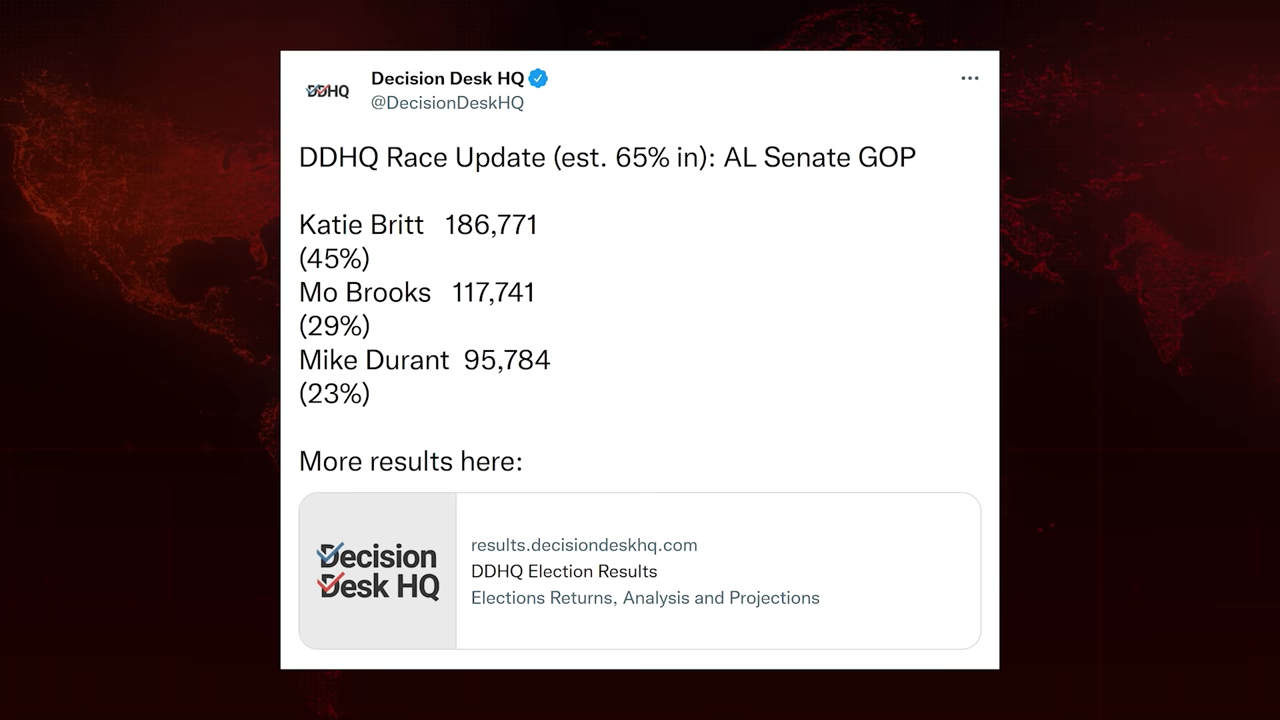 DDHQ
Decision Desk HQ
@DecisionDeskHQ
DDHQ Race Update (est. 65% in): AL Senate GOP
Katie Britt 186,771
(45%)
Mo Brooks 117,741
(29%)
Mike Durant 95,784
(23%)
More results here:
Decision
Desk HQ
results.decisiondeskhq.com
DDHQ Election Results
Elections Returns, Analysis and Projections